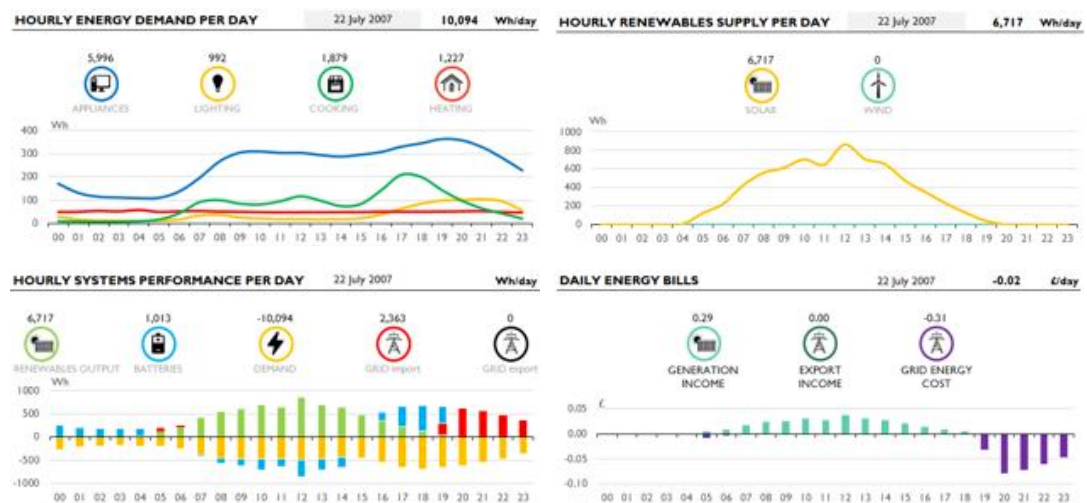 HOURLY ENERGY DEMAND PER DAY 22 July 2007 10,094 Wh/day
5,996 992 1,879 1,227
APPLIANCES LIGHTING COOKING HEATING
Wh
400
300
200
100
0
00 01 02 03 04 05 06 07 08 09 10 11 12 13 14 15 16 17 18 19 20 21 22 23
HOURLY RENEWABLES SUPPLY PER DAY 22 July 2007 6,717 Wh/day
6,717 0
SOLAR WIND
Wh
1000
800
600
400
200
0
00 01 02 03 04 05 06 07 08 09 10 11 12 13 14 15 16 17 18 19 20 21 22 23
HOURLY SYSTEMS PERFORMANCE PER DAY 22 July 2007 Wh/day
6,717 1,013 -10,094 2,363 0
RENEWABLES OUTPUT BATTERIES DEMAND GRID import GRID export
Wh
1000
500
0
-500
-1000
00 01 02 03 04 05 06 07 08 09 10 11 12 13 14 15 16 17 18 19 20 21 22 23
DAILY ENERGY BILLS 22 July 2007 -0.02 £/day
0.29 0.00 -0.31
GENERATION INCOME EXPORT INCOME GRID ENERGY COST
£
0.05
0.00
-0.05
-0.10
00 01 02 03 04 05 06 07 08 09 10 11 12 13 14 15 16 17 18 19 20 21 22 23